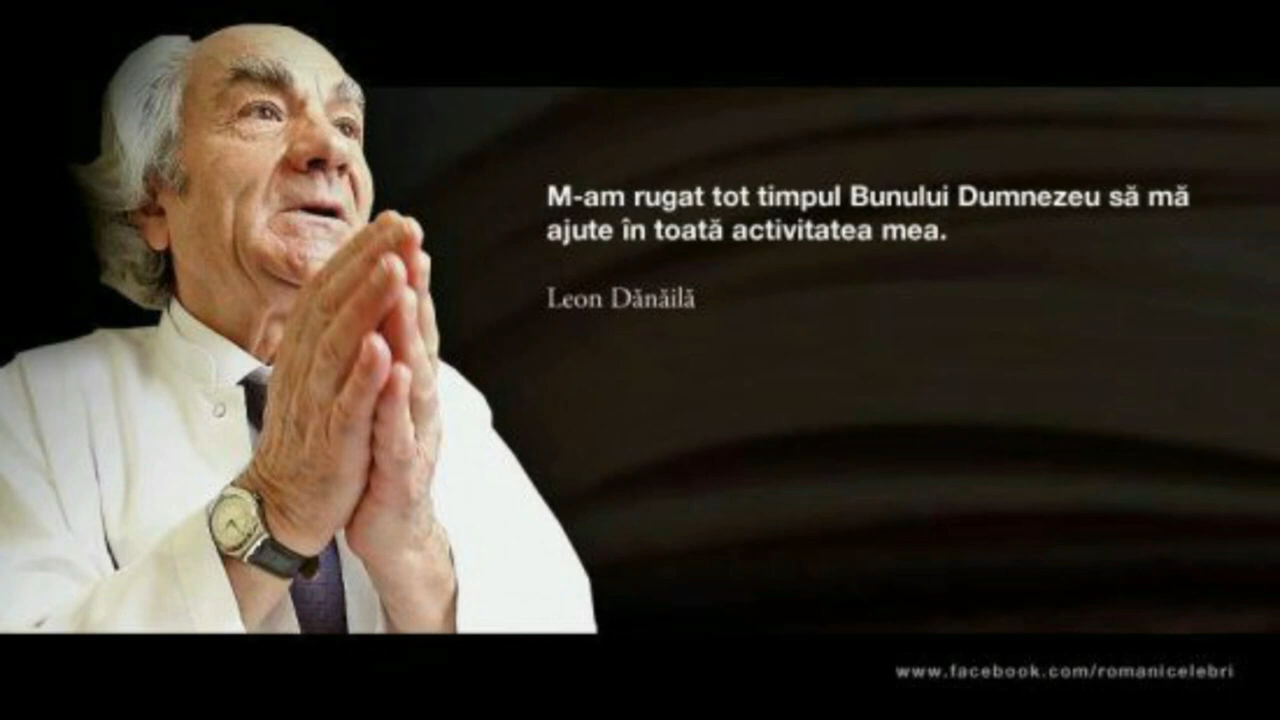 M-am rugat tot timpul Bunului Dumnezeu să mă
ajute în toată activitatea mea.
Leon Dănăilă
www.facebook.com/romanicelebri